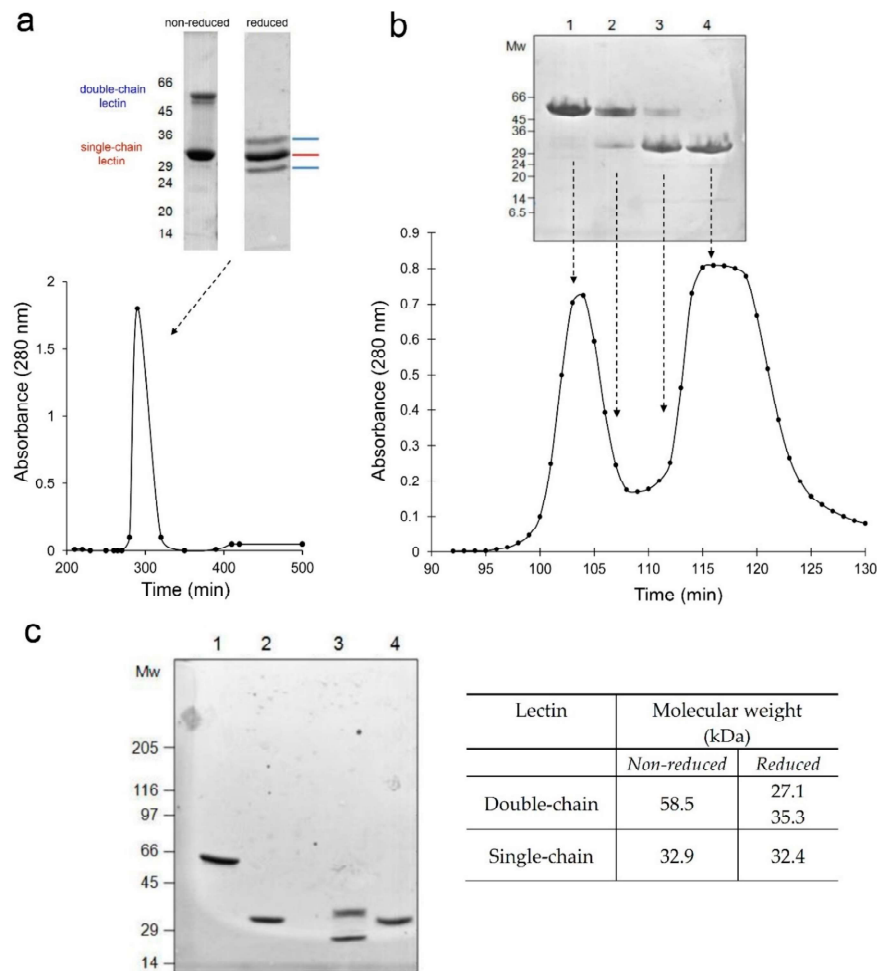 a
non-reduced reduced
double-chain
lectin
single-chain
lectin
66
45
36
29
24
20
14
Absorbance (280 nm)
2
1.5
1
0.5
0
200 300 400 500
Time (min)
b
1 2 3 4
Mw
66
45
36
29
24
20
14
6.5
Absorbance (280 nm)
0.9
0.8
0.7
0.6
0.5
0.4
0.3
0.2
0.1
0
90 95 100 105 110 115 120 125 130
Time (min)
c
1 2 3 4
Mw
205
116
97
66
45
29
14
Lectin Molecular weight
(kDa)
Non-reduced Reduced
Double-chain 58.5 27.1
35.3
Single-chain 32.9 32.4